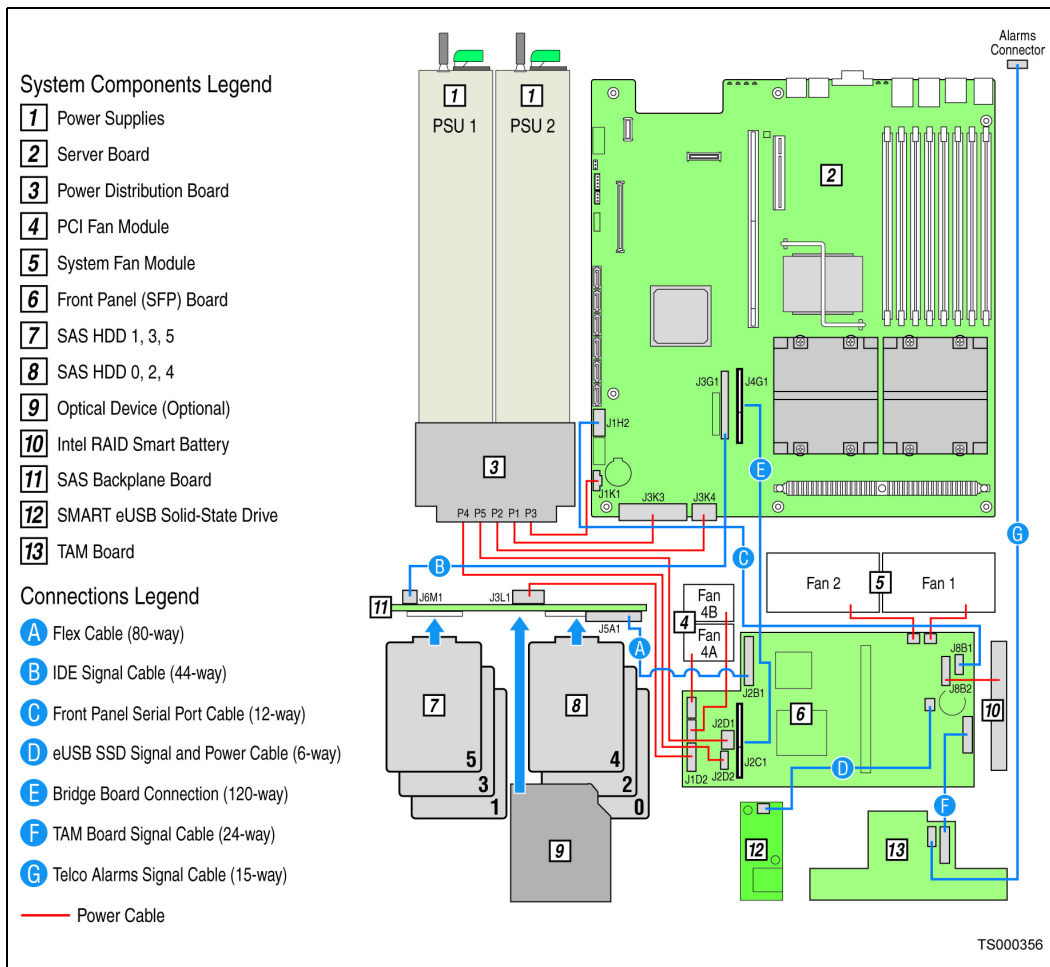 Alarms
Connector
System Components Legend
1 Power Supplies
2 Server Board
3 Power Distribution Board
4 PCI Fan Module
5 System Fan Module
6 Front Panel (SFP) Board
7 SAS HDD 1, 3, 5
8 SAS HDD 0, 2, 4
9 Optical Device (Optional)
10 Intel RAID Smart Battery
11 SAS Backplane Board
12 SMART eUSB Solid-State Drive
13 TAM Board
Connections Legend
A Flex Cable (80-way)
B IDE Signal Cable (44-way)
C Front Panel Serial Port Cable (12-way)
D eUSB SSD Signal and Power Cable (6-way)
E Bridge Board Connection (120-way)
F TAM Board Signal Cable (24-way)
G Telco Alarms Signal Cable (15-way)
Power Cable
1
PSU 1
1
PSU 2
2
J3G1
J4G1
J1H2
E
3
J1K1
J3K3
J3K4
P4 P5 P2 P1 P3
G
B
C
Fan 2
5
Fan 1
11
J6M1
J3L1
J5A1
4
Fan
4B
Fan
4A
A
J2B1
J8B1
J8B2
7
8
6
10
J2D1
J2C1
J1D2
J2D2
D
5
3
1
4
2
0
F
9
12
13
TS000356